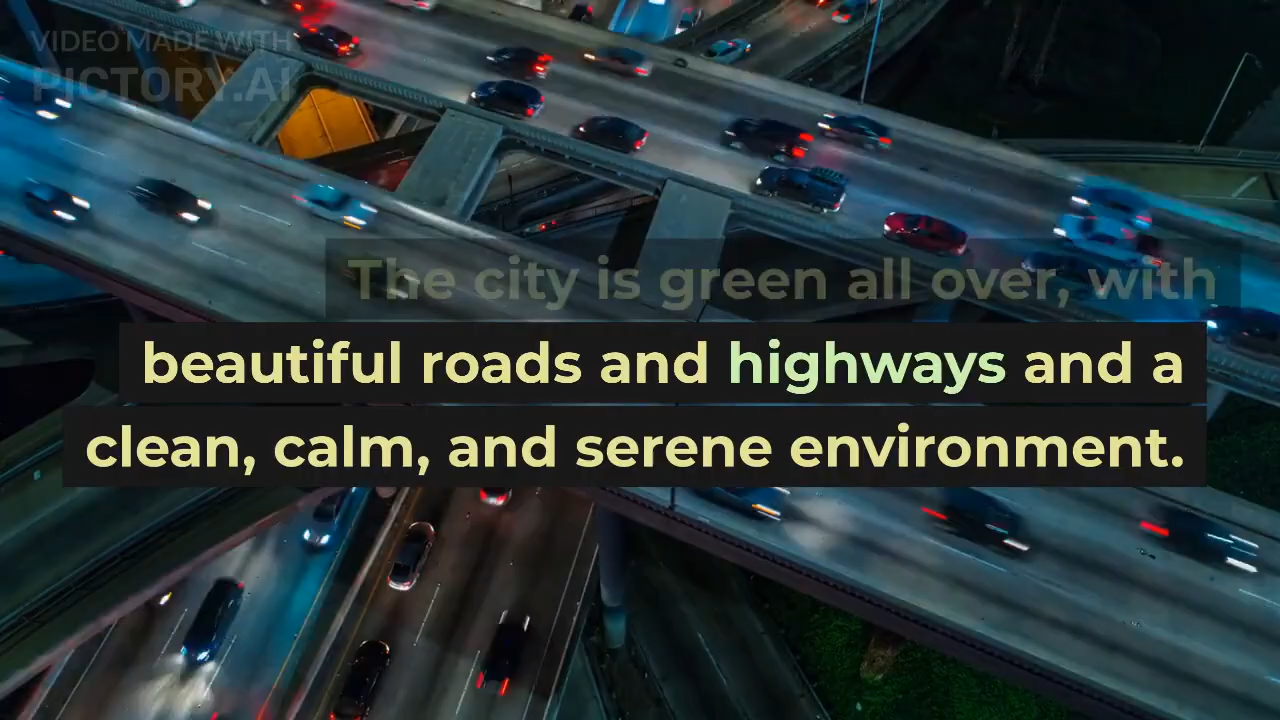 VIDEO MADE WITH
PICTORY.AI
The city is green all over, with
beautiful roads and highways and a
clean, calm, and serene environment.